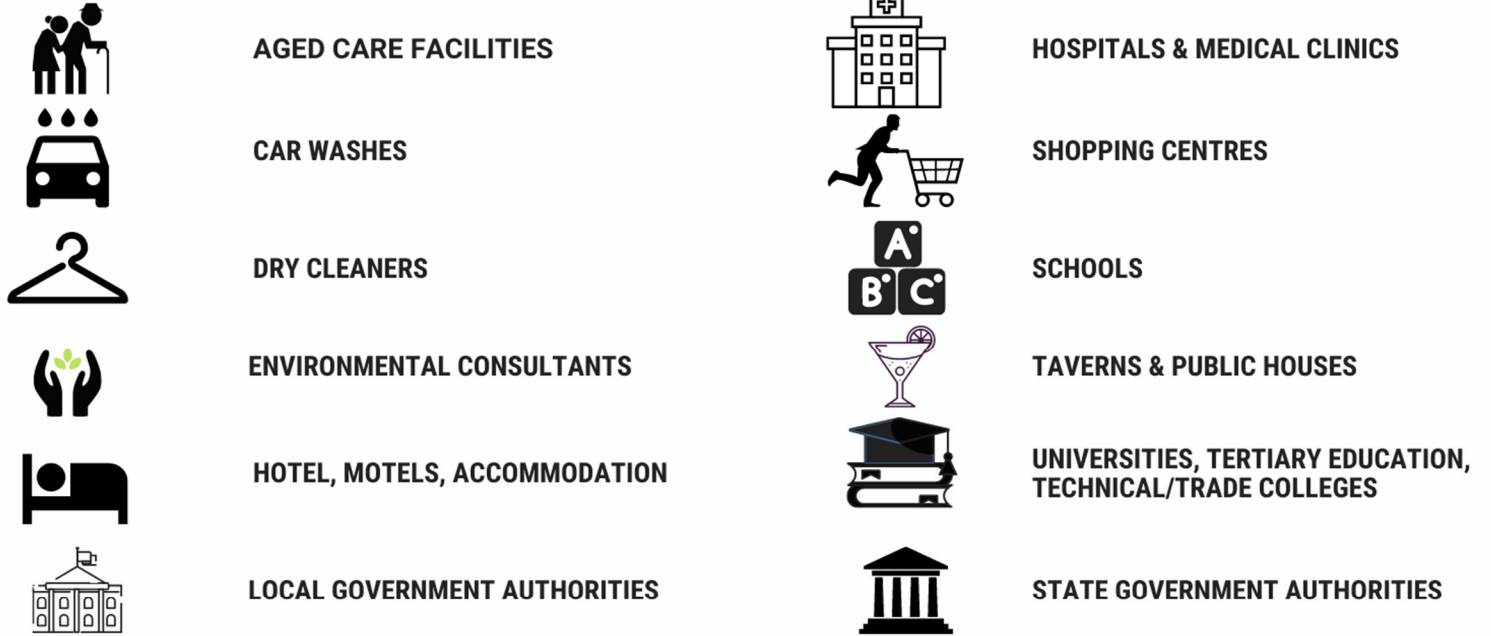 AGED CARE FACILITIES
HOSPITALS & MEDICAL CLINICS
CAR WASHES
SHOPPING CENTRES
DRY CLEANERS
A
B C
SCHOOLS
ENVIRONMENTAL CONSULTANTS
TAVERNS & PUBLIC HOUSES
HOTEL, MOTELS, ACCOMMODATION
UNIVERSITIES, TERTIARY EDUCATION,
TECHNICAL/TRADE COLLEGES
LOCAL GOVERNMENT AUTHORITIES
STATE GOVERNMENT AUTHORITIES